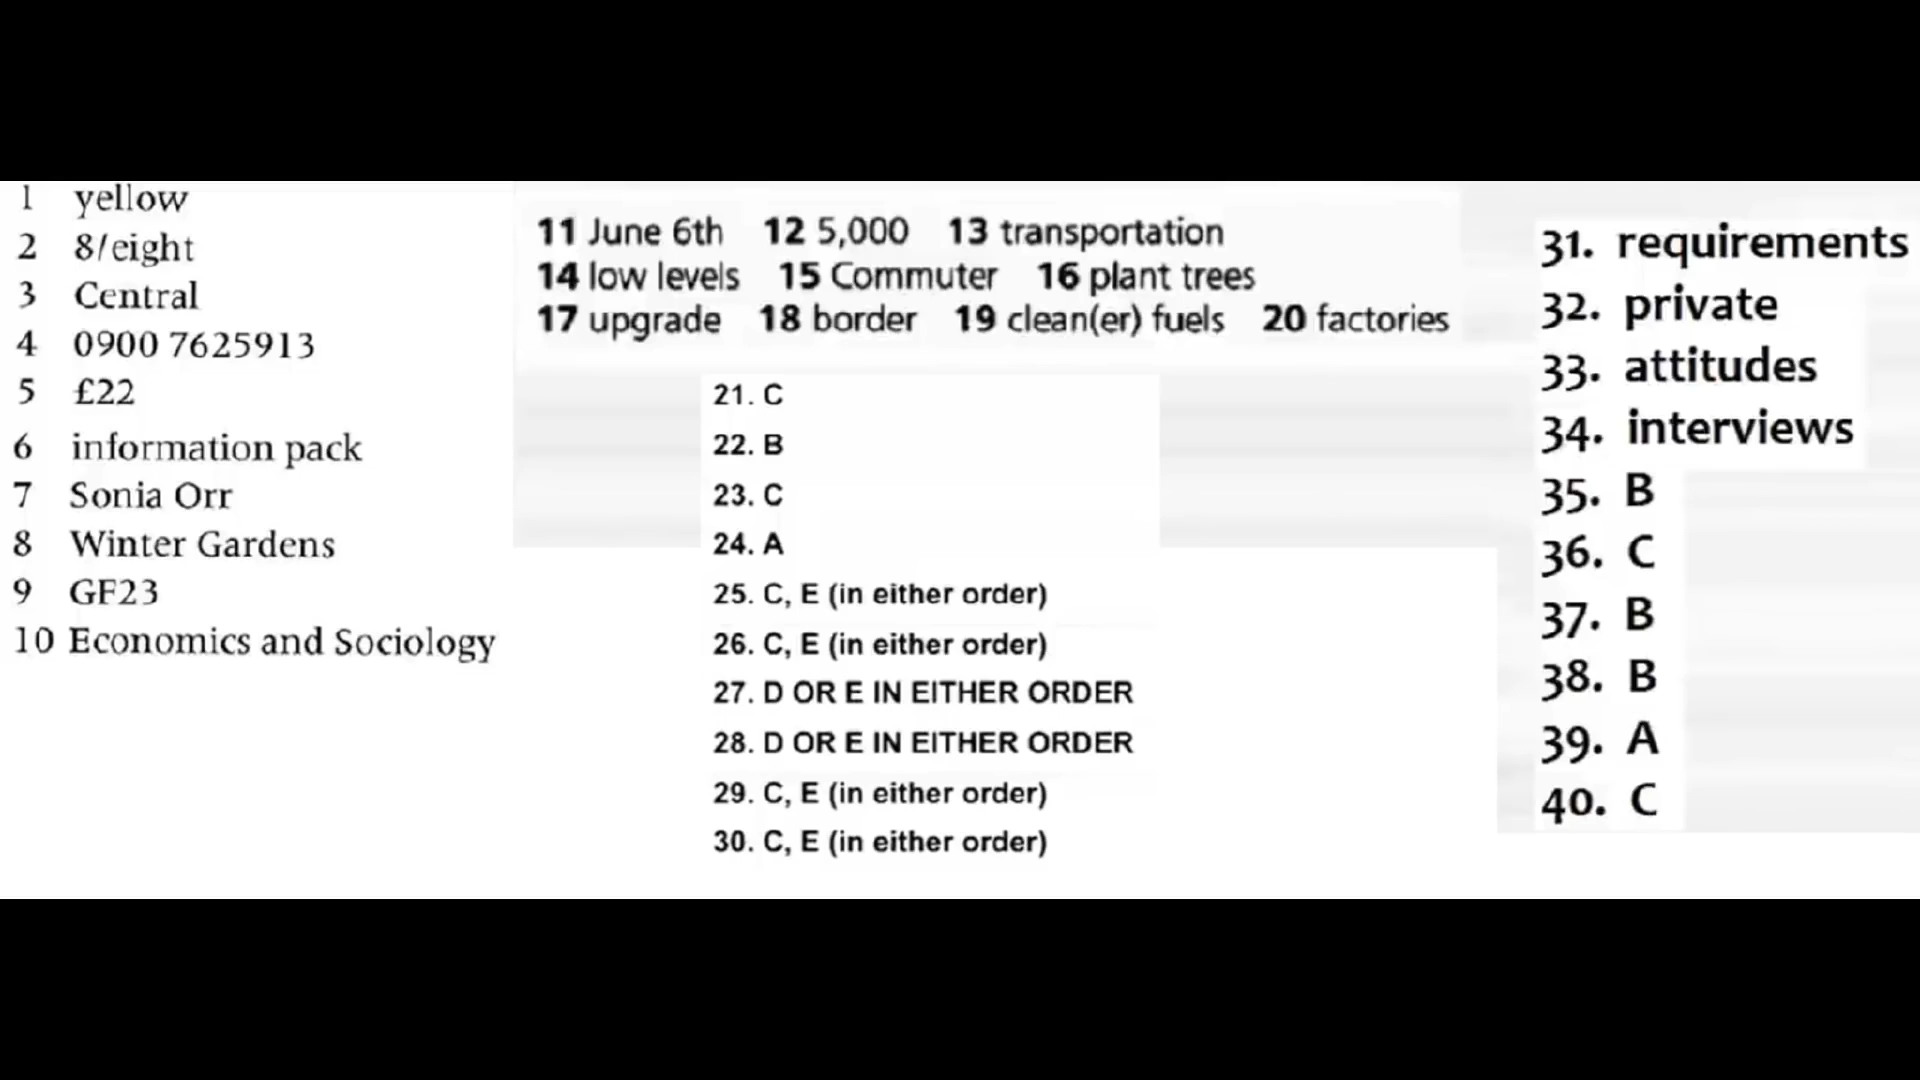 1 yellow
2 8/eight
3 Central
4 0900 7625913
5 £22
6 information pack
7 Sonia Orr
8 Winter Gardens
9 GF23
10 Economics and Sociology
11 June 6th 12 5,000 13 transportation
14 low levels 15 Commuter 16 plant trees
17 upgrade 18 border 19 clean(er) fuels 20 factories
21. C
22. B
23. C
24. A
25. C, E (in either order)
26. C, E (in either order)
27. D OR E IN EITHER ORDER
28. D OR E IN EITHER ORDER
29. C, E (in either order)
30. C, E (in either order)
31. requirements
32. private
33. attitudes
34. interviews
35. B
36. C
37. B
38. B
39. A
40. C